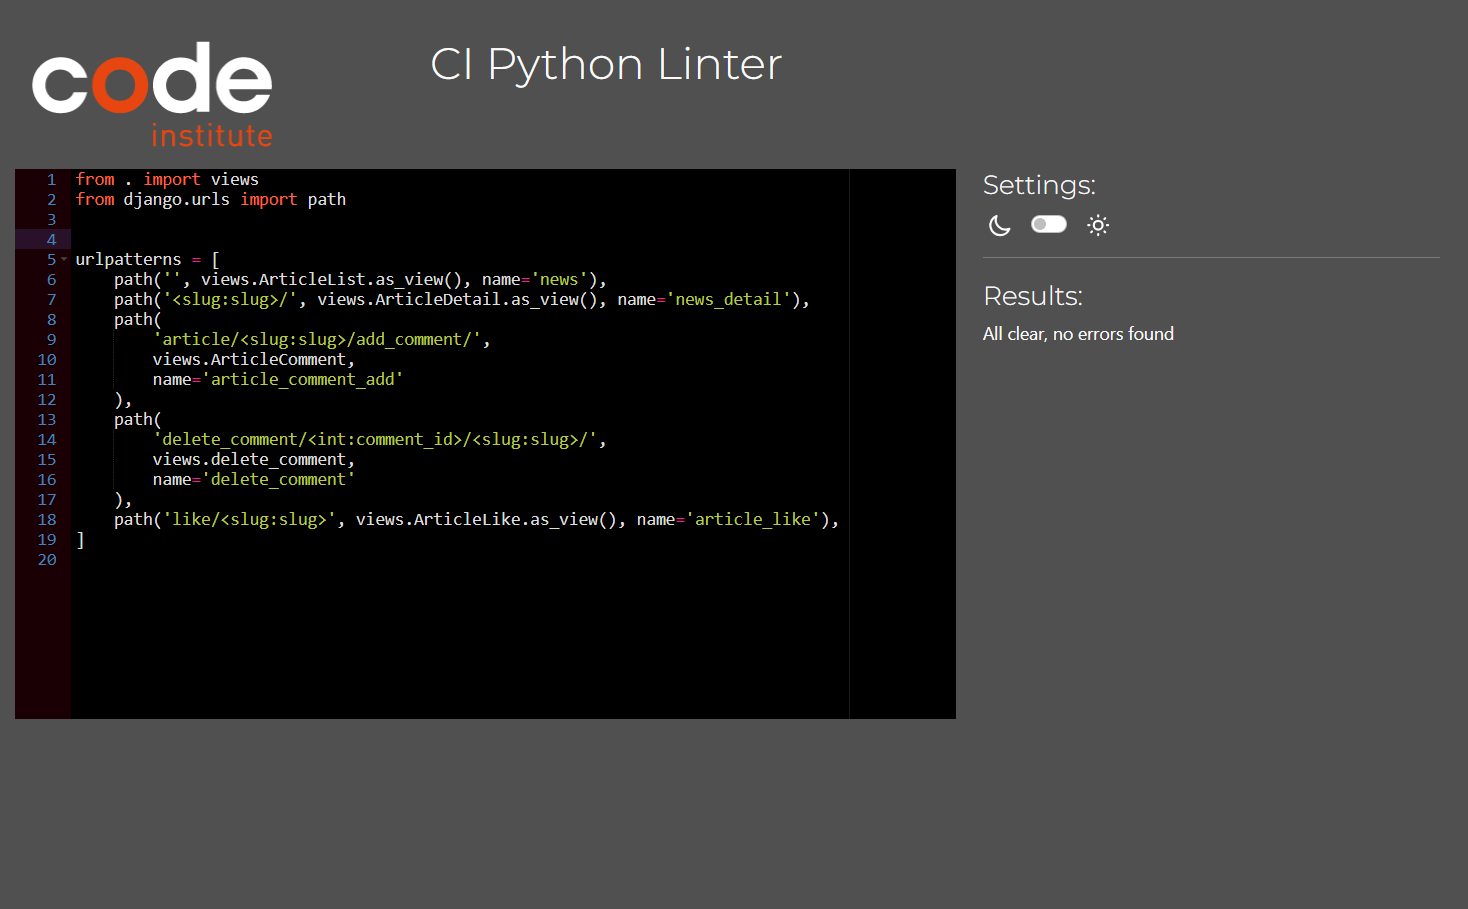 code
institute
CI Python Linter
1 from . import views
2 from django.urls import path
3
4
5 urlpatterns = [
6     path('', views.ArticleList.as_view(), name='news'),
7     path('<slug:slug>/', views.ArticleDetail.as_view(), name='news_detail'),
8     path(
9         'article/<slug:slug>/add_comment/',
10         views.ArticleComment,
11         name='article_comment_add'
12     ),
13     path(
14         'delete_comment/<int:comment_id>/<slug:slug>/',
15         views.delete_comment,
16         name='delete_comment'
17     ),
18     path('like/<slug:slug>', views.ArticleLike.as_view(), name='article_like'),
19 ]
20
Settings:
Results:
All clear, no errors found